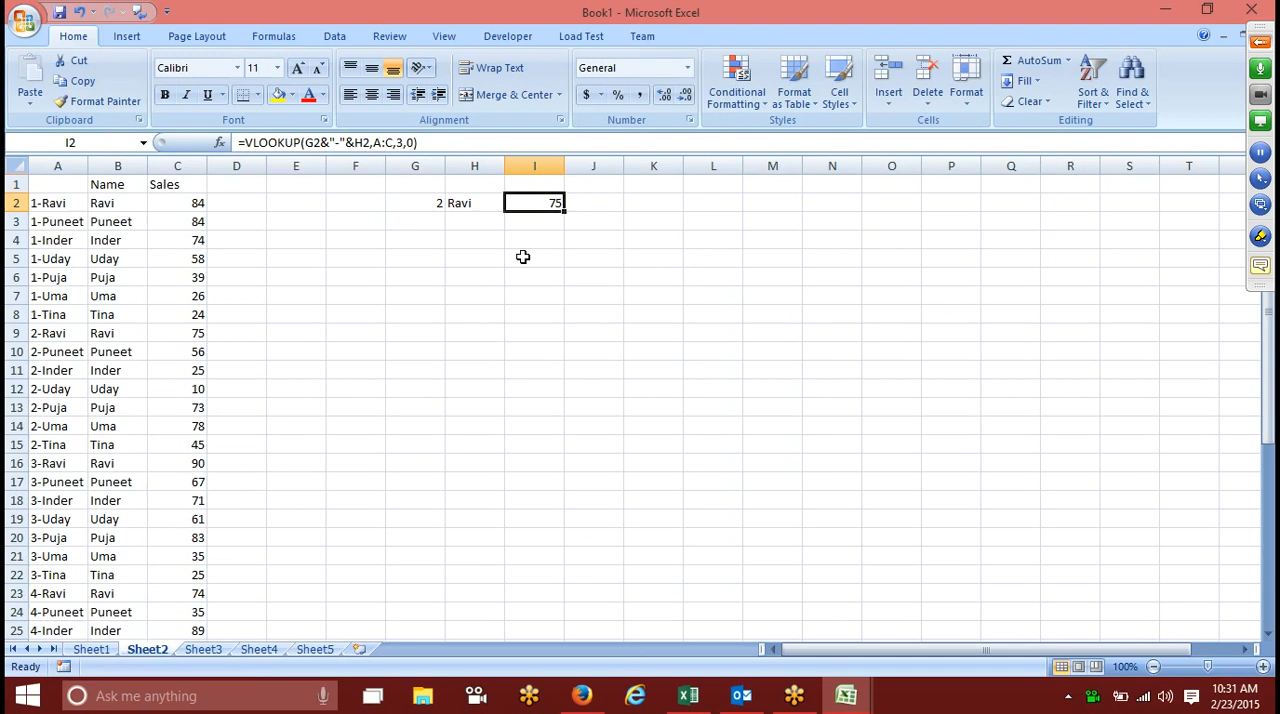 Book1 - Microsoft Excel
Home Insert Page Layout Formulas Data Review View Developer Load Test Team
Cut Calibri 11 Wrap Text General AutoSum
Copy
Paste Format Painter B I U Merge & Center $ % , Conditional Formatting Format as Table Cell Styles Insert Delete Format Fill Clear Sort & Filter Find & Select
Clipboard Font Alignment Number Styles Cells Editing
I2 fx =VLOOKUP(G2&"-"&H2,A:C,3,0)
A B C D E F G H I J K L M N O P Q R S T
1 Name Sales
2 1-Ravi Ravi 84 2 Ravi 75
3 1-Puneet Puneet 84
4 1-Inder Inder 74
5 1-Uday Uday 58
6 1-Puja Puja 39
7 1-Uma Uma 26
8 1-Tina Tina 24
9 2-Ravi Ravi 75
10 2-Puneet Puneet 56
11 2-Inder Inder 25
12 2-Uday Uday 10
13 2-Puja Puja 73
14 2-Uma Uma 78
15 2-Tina Tina 45
16 3-Ravi Ravi 90
17 3-Puneet Puneet 67
18 3-Inder Inder 71
19 3-Uday Uday 61
20 3-Puja Puja 83
21 3-Uma Uma 35
22 3-Tina Tina 25
23 4-Ravi Ravi 74
24 4-Puneet Puneet 35
25 4-Inder Inder 89
Sheet1 Sheet2 Sheet3 Sheet4 Sheet5
Ready 100%
Ask me anything 10:31 AM
2/23/2015